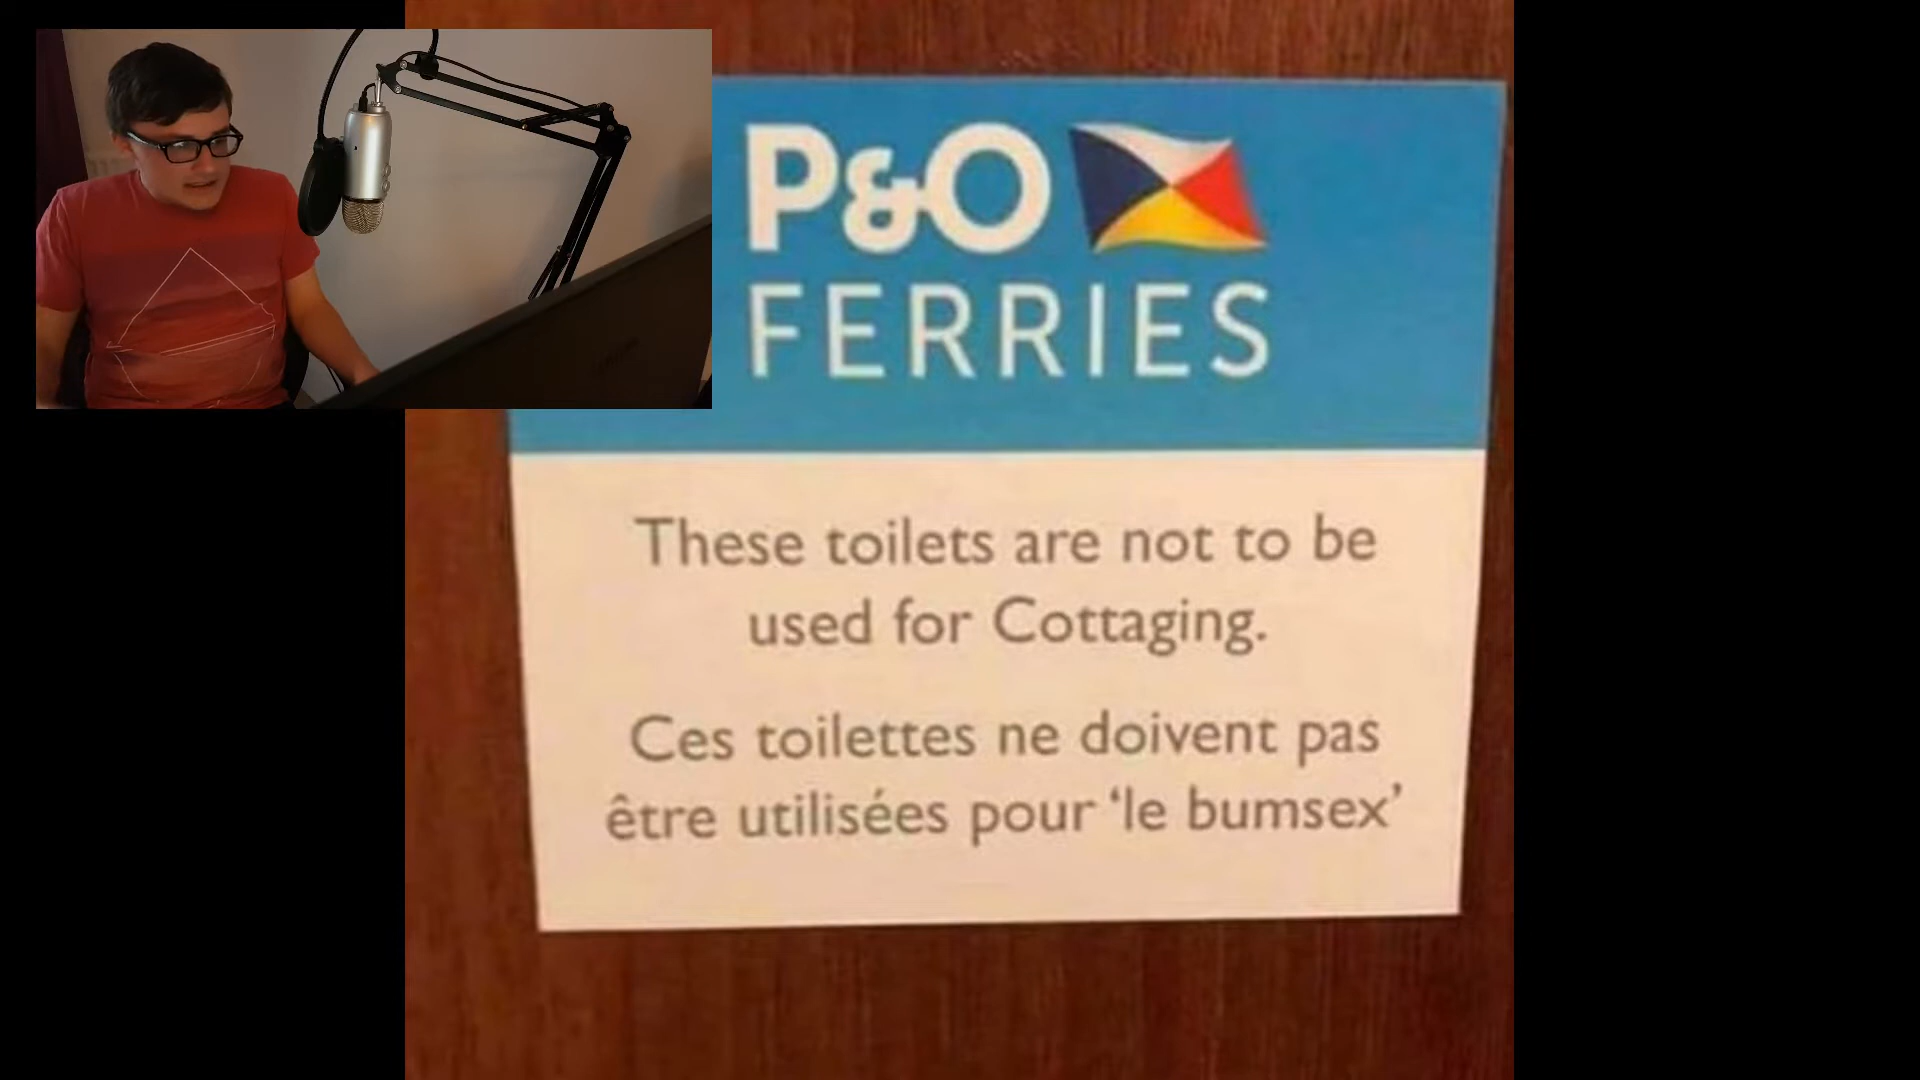 P&O
FERRIES
These toilets are not to be
used for Cottaging.
Ces toilettes ne doivent pas
être utilisées pour ‘le bumsex’